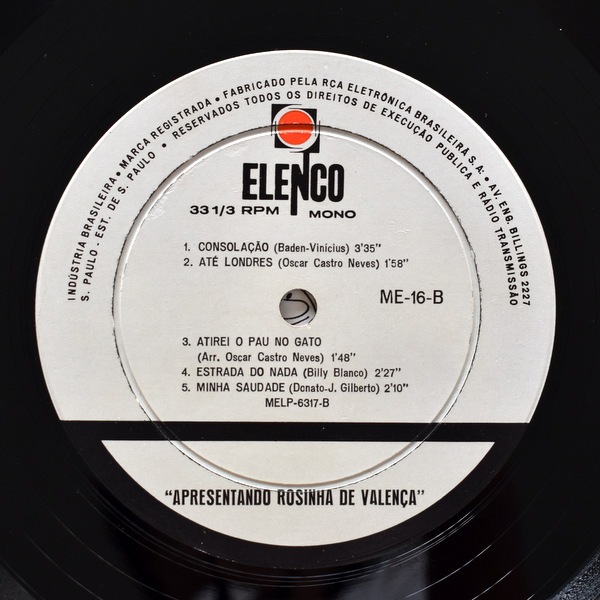 INDÚSTRIA BRASILEIRA • MARCA REGISTRADA • FABRICADO PELA RCA ELETRÔNICA BRASILEIRA S.A: • AV. ENG. BILLINGS 2227
S. PAULO - EST. DE S. PAULO • RESERVADOS TODOS OS DIREITOS DE EXECUÇÃO PUBLICA E RÁDIO TRANSMISSÃO
ELENCO
33 1/3 RPM MONO
1. CONSOLAÇÃO (Baden-Vinícius) 3'35"
2. ATÉ LONDRES (Oscar Castro Neves) 1'58"
ME-16-B
3. ATIREI O PAU NO GATO
(Arr. Oscar Castro Neves) 1'48"
4. ESTRADA DO NADA (Billy Blanco) 2'27"
5. MINHA SAUDADE (Donato-J. Gilberto) 2'10"
MELP-6317-B
"APRESENTANDO ROSINHA DE VALENÇA"